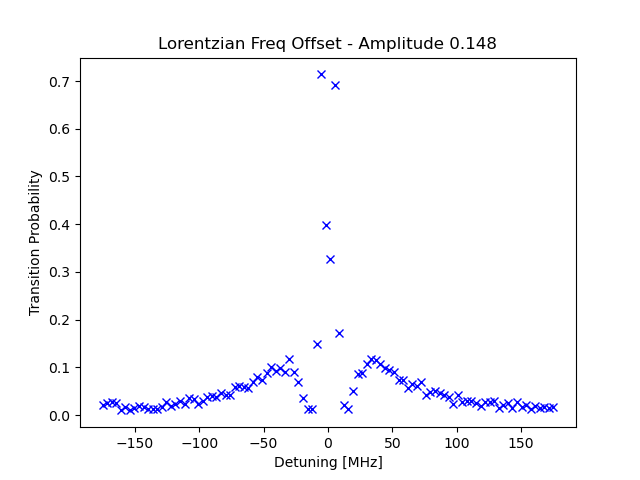 Lorentzian Freq Offset - Amplitude 0.148
Transition Probability
0.7
0.6
0.5
0.4
0.3
0.2
0.1
0.0
−150 −100 −50 0 50 100 150
Detuning [MHz]